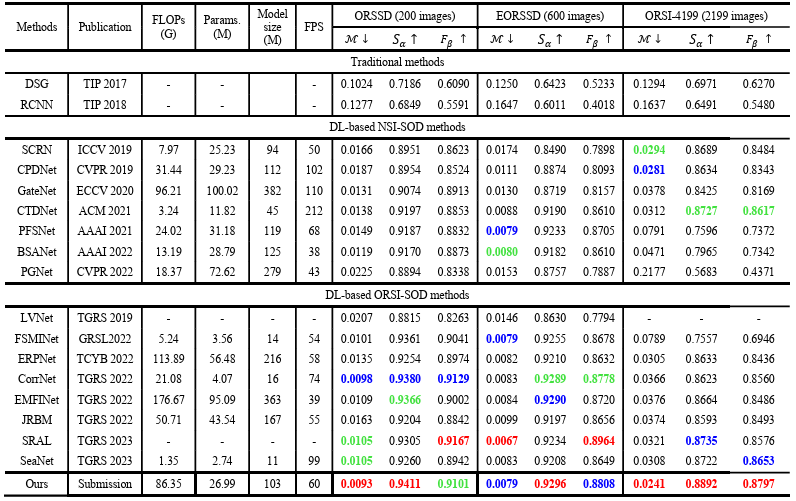 Methods Publication FLOPs (G) Params. (M) Model size (M) FPS ORSSD (200 images) EORSSD (600 images) ORSI-4199 (2199 images)
ℳ ↓ Sα ↑ Fβ ↑ ℳ ↓ Sα ↑ Fβ ↑ ℳ ↓ Sα ↑ Fβ ↑
Traditional methods
DSG TIP 2017 - - - 0.1024 0.7186 0.6090 0.1250 0.6423 0.5233 0.1294 0.6971 0.6270
RCNN TIP 2018 - - - 0.1277 0.6849 0.5591 0.1647 0.6011 0.4018 0.1637 0.6491 0.5480
DL-based NSI-SOD methods
SCRN ICCV 2019 7.97 25.23 94 50 0.0166 0.8951 0.8623 0.0174 0.8490 0.7898 0.0294 0.8689 0.8484
CPDNet CVPR 2019 31.44 29.23 112 102 0.0187 0.8954 0.8524 0.0111 0.8874 0.8093 0.0281 0.8634 0.8343
GateNet ECCV 2020 96.21 100.02 382 110 0.0131 0.9074 0.8913 0.0130 0.8719 0.8157 0.0378 0.8425 0.8169
CTDNet ACM 2021 3.24 11.82 45 212 0.0138 0.9197 0.8853 0.0088 0.9190 0.8610 0.0312 0.8727 0.8617
PFSNet AAAI 2021 24.02 31.18 119 68 0.0149 0.9187 0.8832 0.0079 0.9233 0.8705 0.0791 0.7596 0.7372
BSANet AAAI 2022 13.19 28.79 125 38 0.0119 0.9170 0.8873 0.0080 0.9182 0.8610 0.0471 0.7965 0.7342
PGNet CVPR 2022 18.37 72.62 279 43 0.0225 0.8894 0.8338 0.0153 0.8757 0.7887 0.2177 0.5683 0.4371
DL-based ORSI-SOD methods
LVNet TGRS 2019 - - - - 0.0207 0.8815 0.8263 0.0146 0.8630 0.7794 - - -
FSMINet GRSL2022 5.24 3.56 14 54 0.0101 0.9361 0.9041 0.0079 0.9255 0.8678 0.0789 0.7557 0.6946
ERPNet TCYB 2022 113.89 56.48 216 58 0.0135 0.9254 0.8974 0.0082 0.9210 0.8632 0.0305 0.8633 0.8436
CorrNet TGRS 2022 21.08 4.07 16 74 0.0098 0.9380 0.9129 0.0083 0.9289 0.8778 0.0366 0.8623 0.8560
EMFINet TGRS 2022 176.67 95.09 363 39 0.0109 0.9366 0.9002 0.0084 0.9290 0.8720 0.0376 0.8664 0.8486
JRBM TGRS 2022 50.71 43.54 167 55 0.0163 0.9204 0.8842 0.0099 0.9197 0.8656 0.0374 0.8593 0.8493
SRAL TGRS 2023 - - - - 0.0105 0.9305 0.9167 0.0067 0.9234 0.8964 0.0321 0.8735 0.8576
SeaNet TGRS 2023 1.35 2.74 11 99 0.0105 0.9260 0.8942 0.0083 0.9208 0.8649 0.0308 0.8722 0.8653
Ours Submission 86.35 26.99 103 60 0.0093 0.9411 0.9101 0.0079 0.9296 0.8808 0.0241 0.8892 0.8797